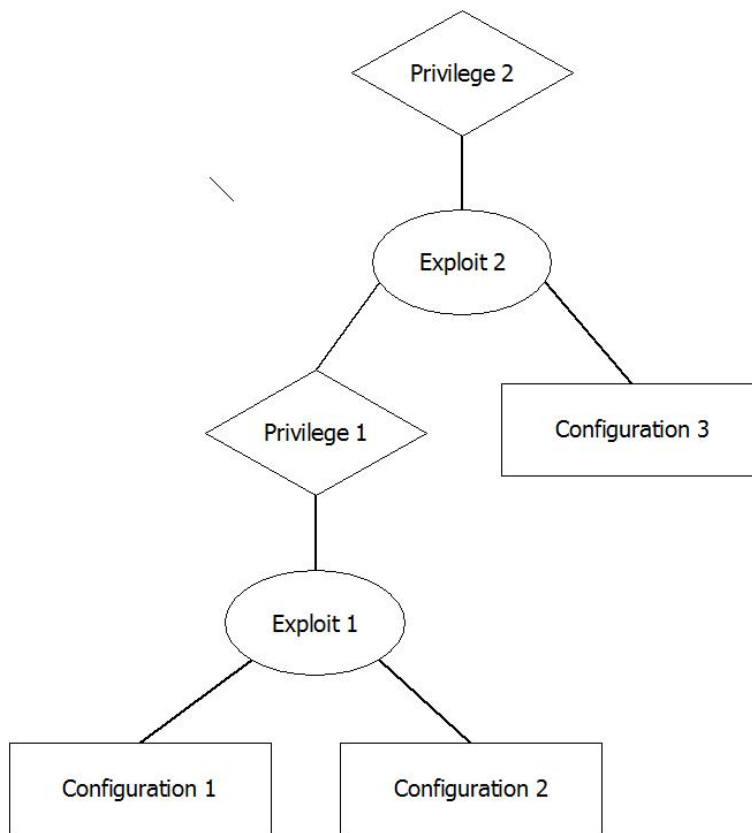 Privilege 2
Exploit 2
Privilege 1
Configuration 3
Exploit 1
Configuration 1
Configuration 2